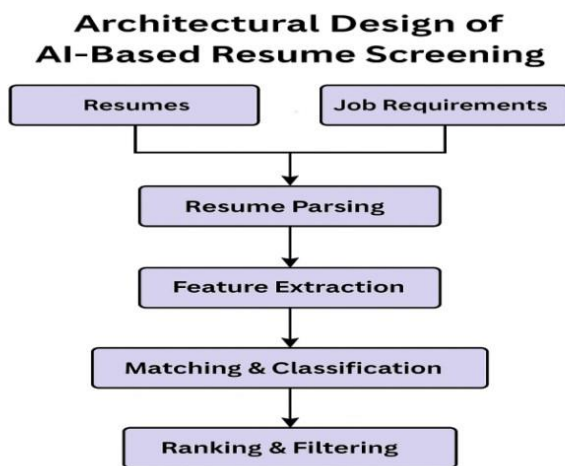 Architectural Design of
AI-Based Resume Screening
Resumes
Job Requirements
Resume Parsing
Feature Extraction
Matching & Classification
Ranking & Filtering